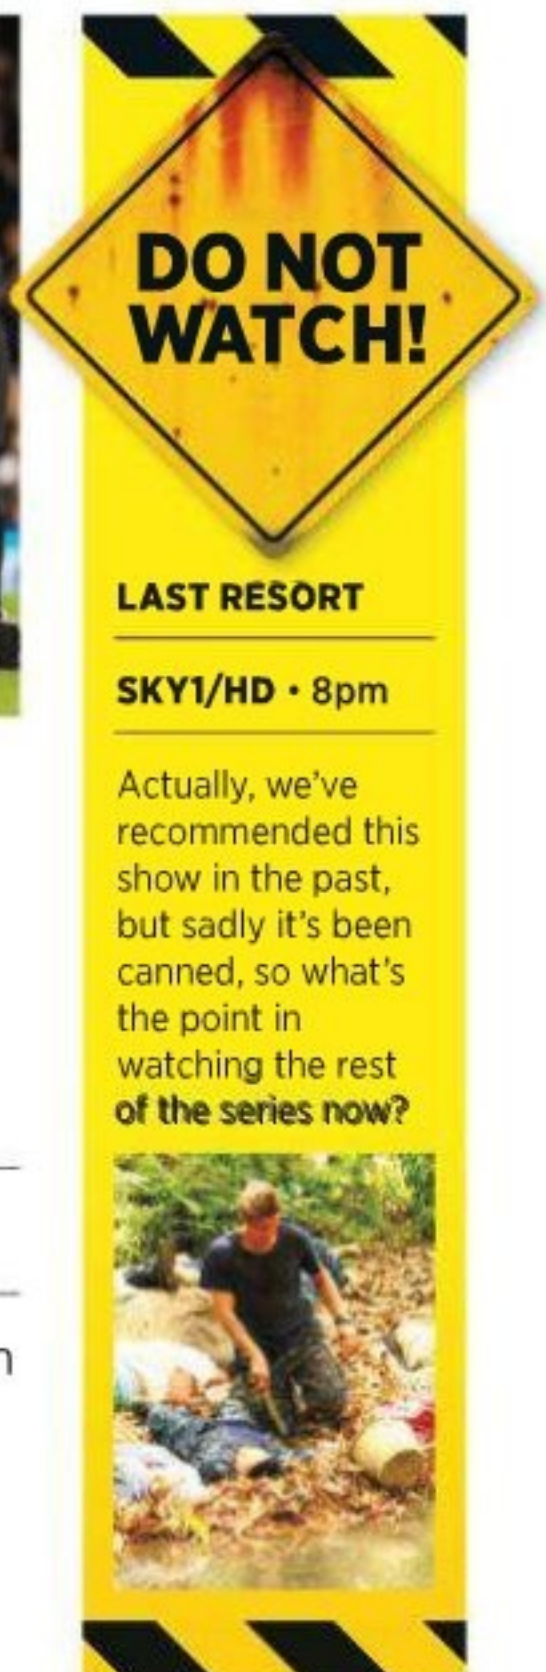 DO NOT
WATCH!
LAST RESORT
SKY1/HD • 8pm
Actually, we've
recommended this
show in the past,
but sadly it's been
canned, so what's
the point in
watching the rest
of the series now?
n